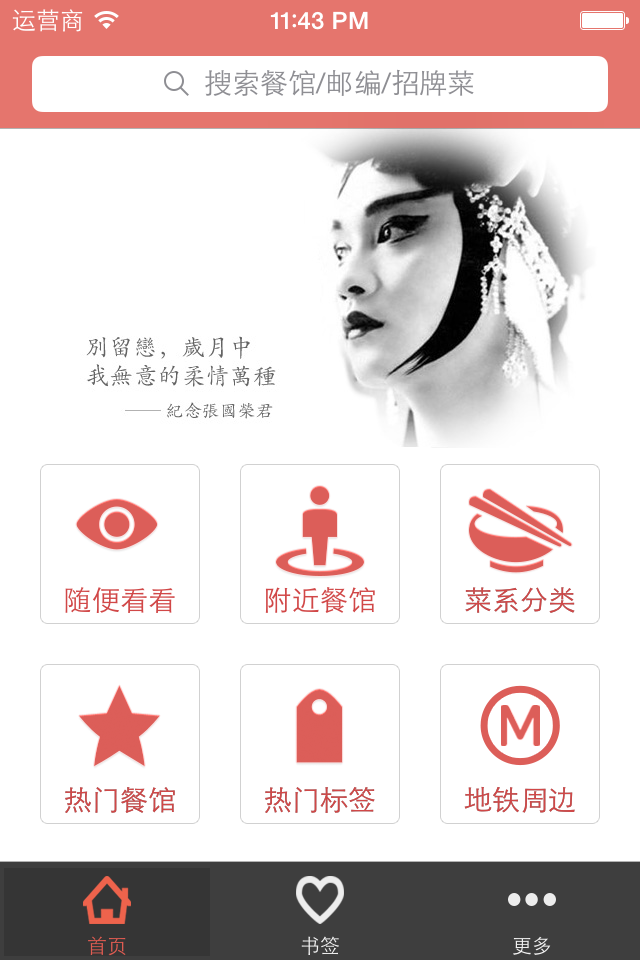 运营商 11:43 PM
搜索餐馆/邮编/招牌菜
別留戀，歲月中
我無意的柔情萬種
—— 紀念張國榮君
随便看看 附近餐馆 菜系分类
M
热门餐馆 热门标签 地铁周边
首页 书签 更多